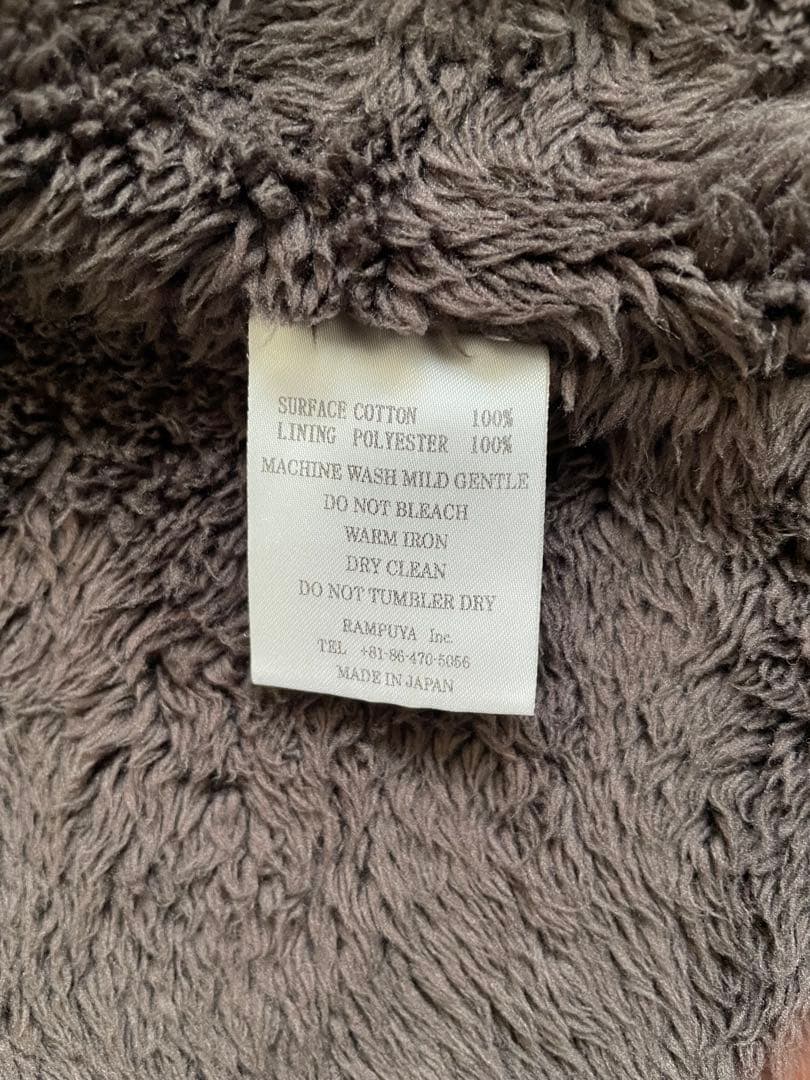 SURFACE COTTON 100%
LINING POLYESTER 100%
MACHINE WASH MILD GENTLE
DO NOT BLEACH
WARM IRON
DRY CLEAN
DO NOT TUMBLER DRY
RAMPUYA Inc.
TEL +81-86-470-5056
MADE IN JAPAN